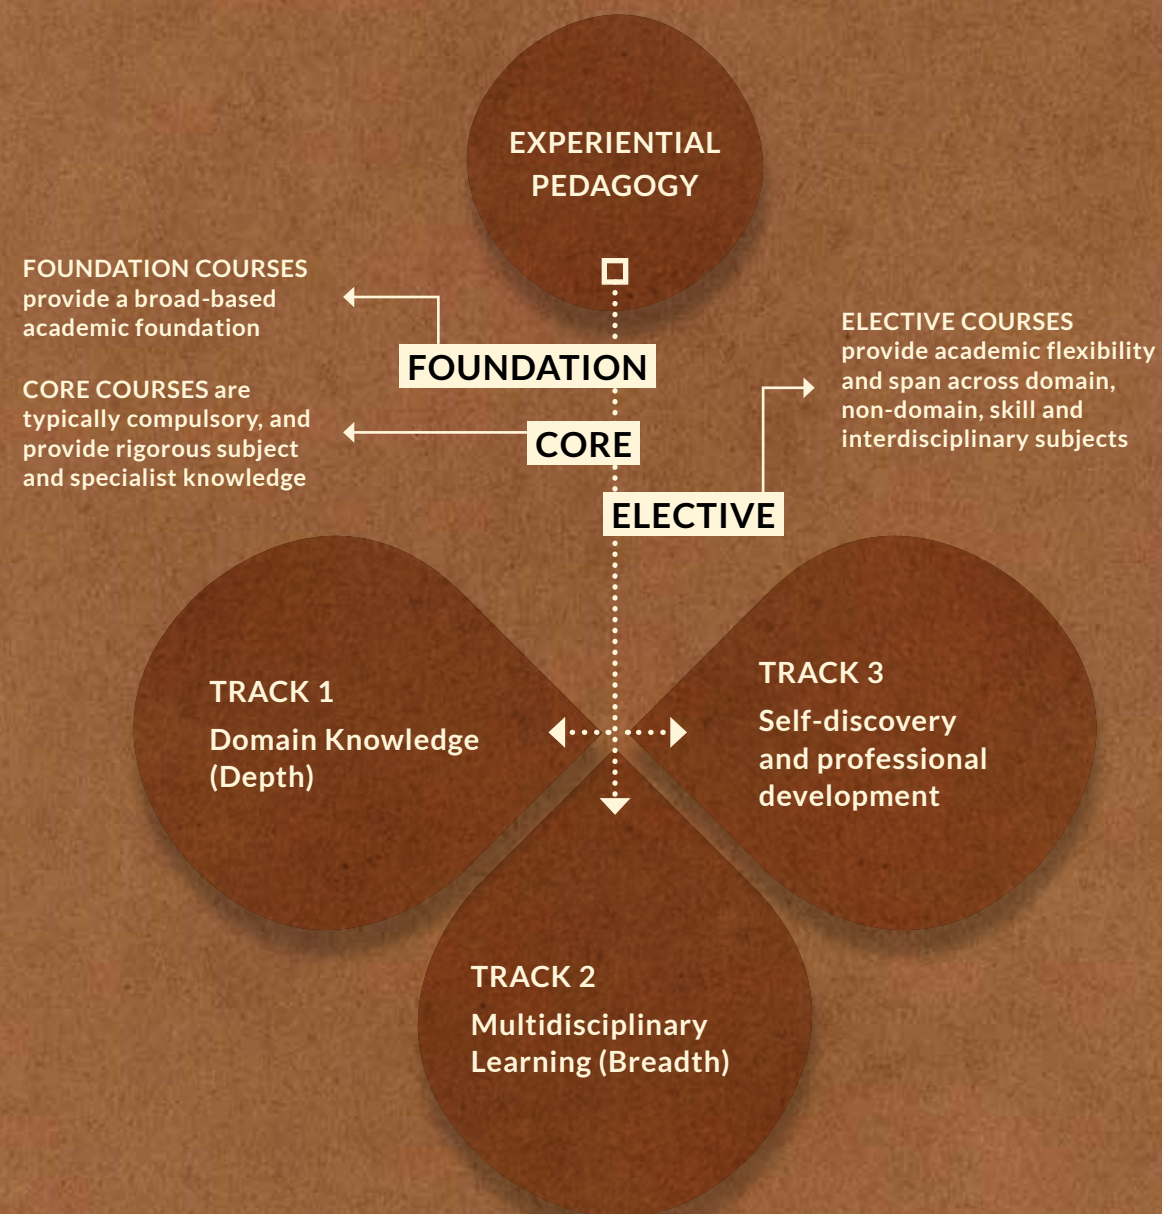 EXPERIENTIAL
PEDAGOGY
FOUNDATION COURSES
provide a broad-based
academic foundation
CORE COURSES are
typically compulsory, and
provide rigorous subject
and specialist knowledge
FOUNDATION
CORE
ELECTIVE
ELECTIVE COURSES
provide academic flexibility
and span across domain,
non-domain, skill and
interdisciplinary subjects
TRACK 1
Domain Knowledge
(Depth)
TRACK 3
Self-discovery
and professional
development
TRACK 2
Multidisciplinary
Learning (Breadth)